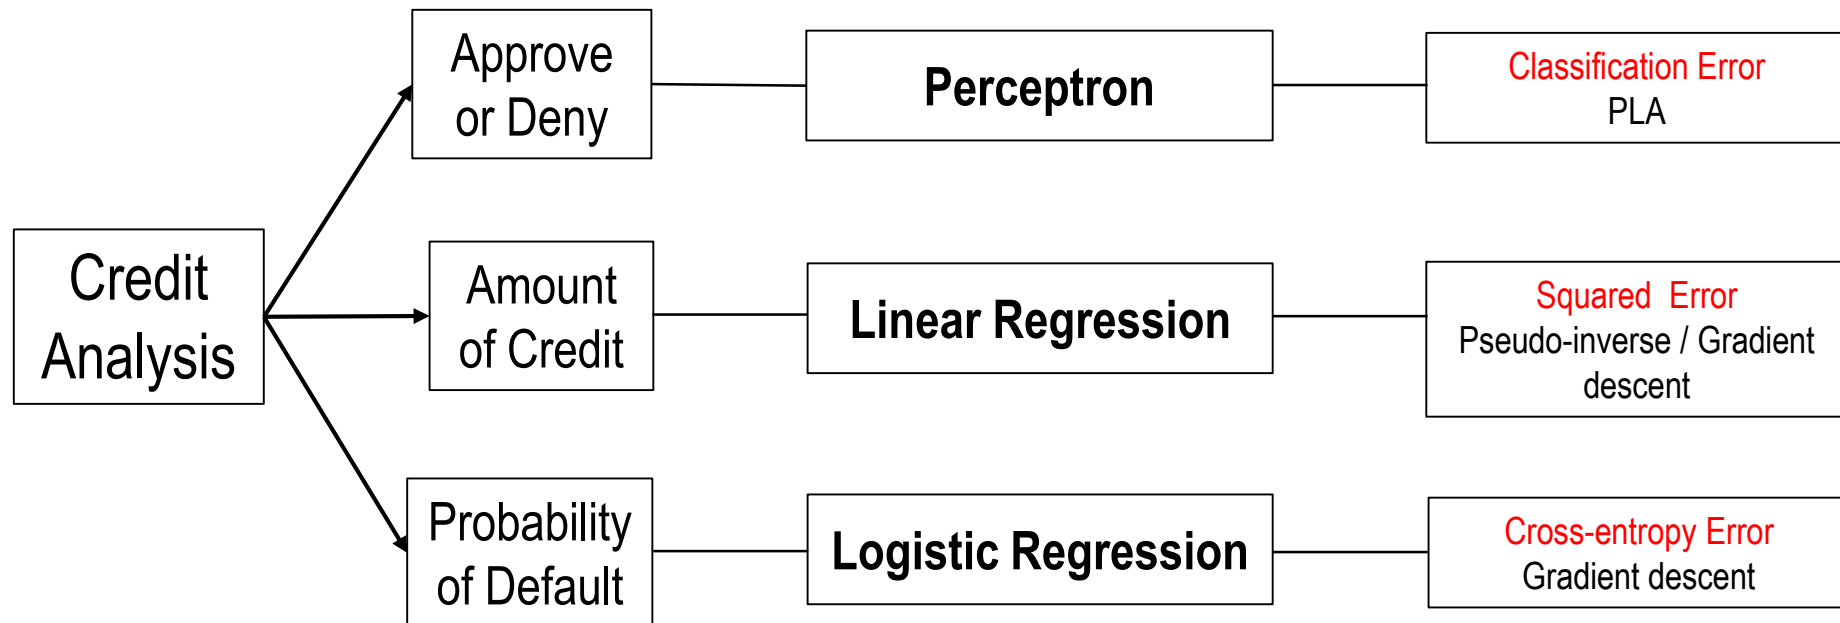 Credit
Analysis
Approve
or Deny
Perceptron
Classification Error
PLA
Amount
of Credit
Linear Regression
Squared  Error
Pseudo-inverse / Gradient
descent
Probability
of Default
Logistic Regression
Cross-entropy Error
Gradient descent